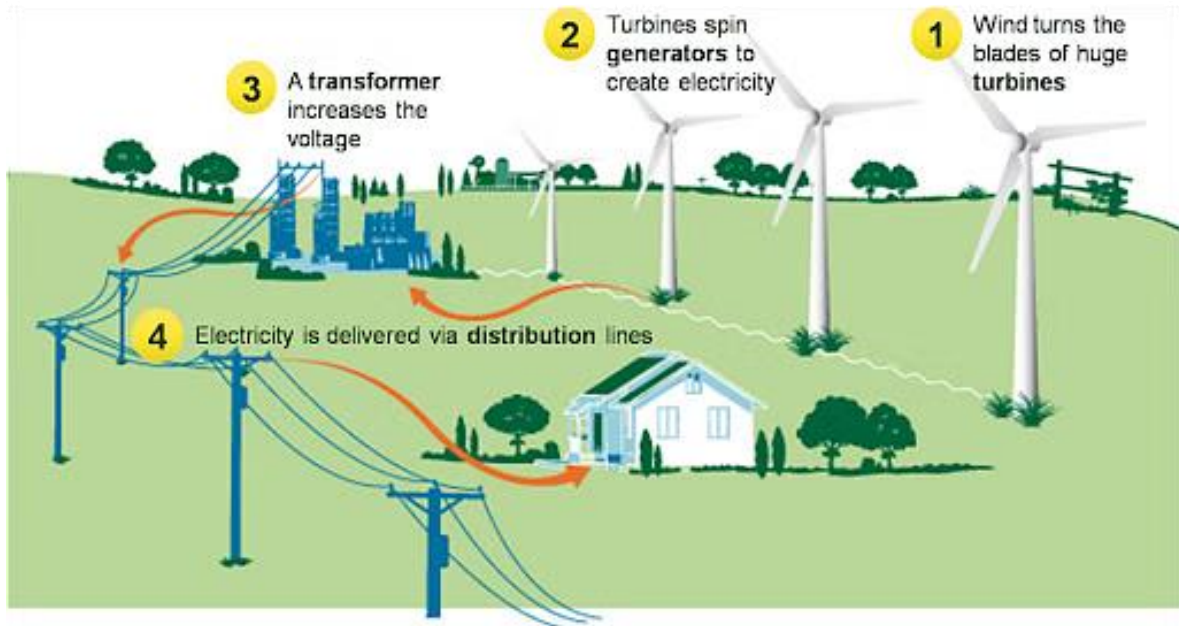 1
Wind turns the
blades of huge
turbines
2
Turbines spin
generators to
create electricity
3
A transformer
increases the
voltage
4
Electricity is delivered via distribution lines